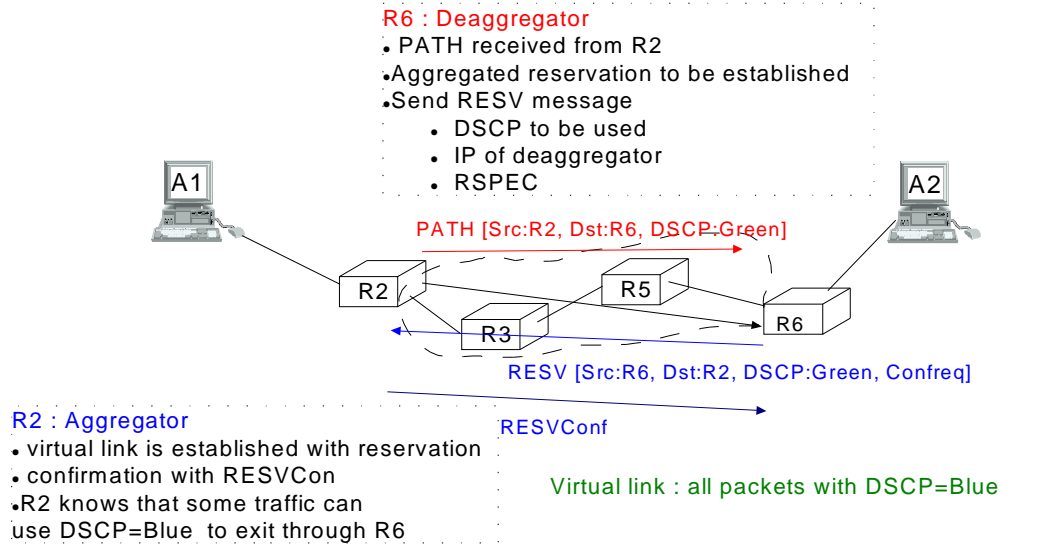 R6 : Deaggregator
• PATH received from R2
•Aggregated reservation to be established
•Send RESV message
• DSCP to be used
• IP of deaggregator
• RSPEC
A1
A2
PATH [Src:R2, Dst:R6, DSCP:Green]
R2
R5
R3
R6
RESV [Src:R6, Dst:R2, DSCP:Green, Confreq]
R2 : Aggregator
• virtual link is established with reservation
• confirmation with RESVCon
•R2 knows that some traffic can
use DSCP=Blue to exit through R6
RESVConf
Virtual link : all packets with DSCP=Blue